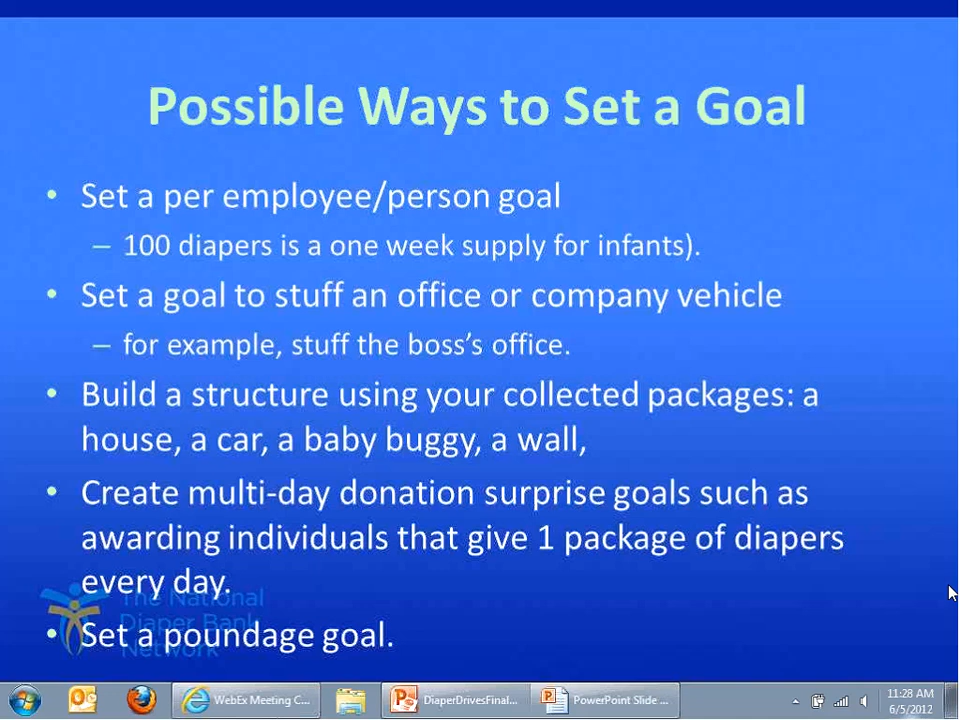 Possible Ways to Set a Goal
• Set a per employee/person goal
– 100 diapers is a one week supply for infants).
• Set a goal to stuff an office or company vehicle
– for example, stuff the boss's office.
• Build a structure using your collected packages: a
house, a car, a baby buggy, a wall,
• Create multi-day donation surprise goals such as
awarding individuals that give 1 package of diapers
every day.
The National
Diaper Bank
Network
• Set a poundage goal.
WebEx Meeting C...
DiaperDrivesFinal...
PowerPoint Slide ...
11:28 AM
6/5/2012